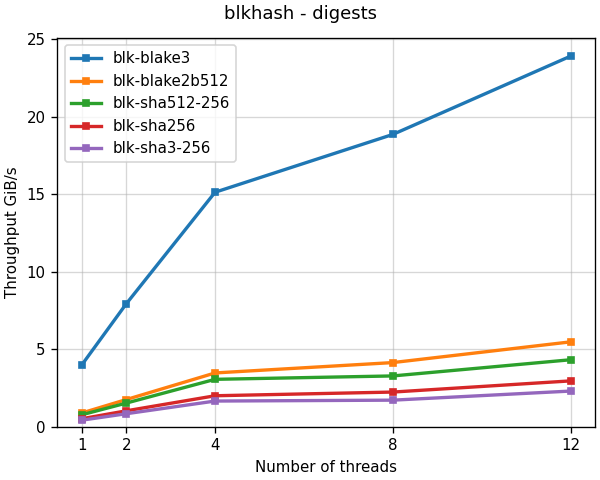 blkhash - digests
25
20
15
10
5
0
Throughput GiB/s
blk-blake3
blk-blake2b512
blk-sha512-256
blk-sha256
blk-sha3-256
1 2 4 8 12
Number of threads